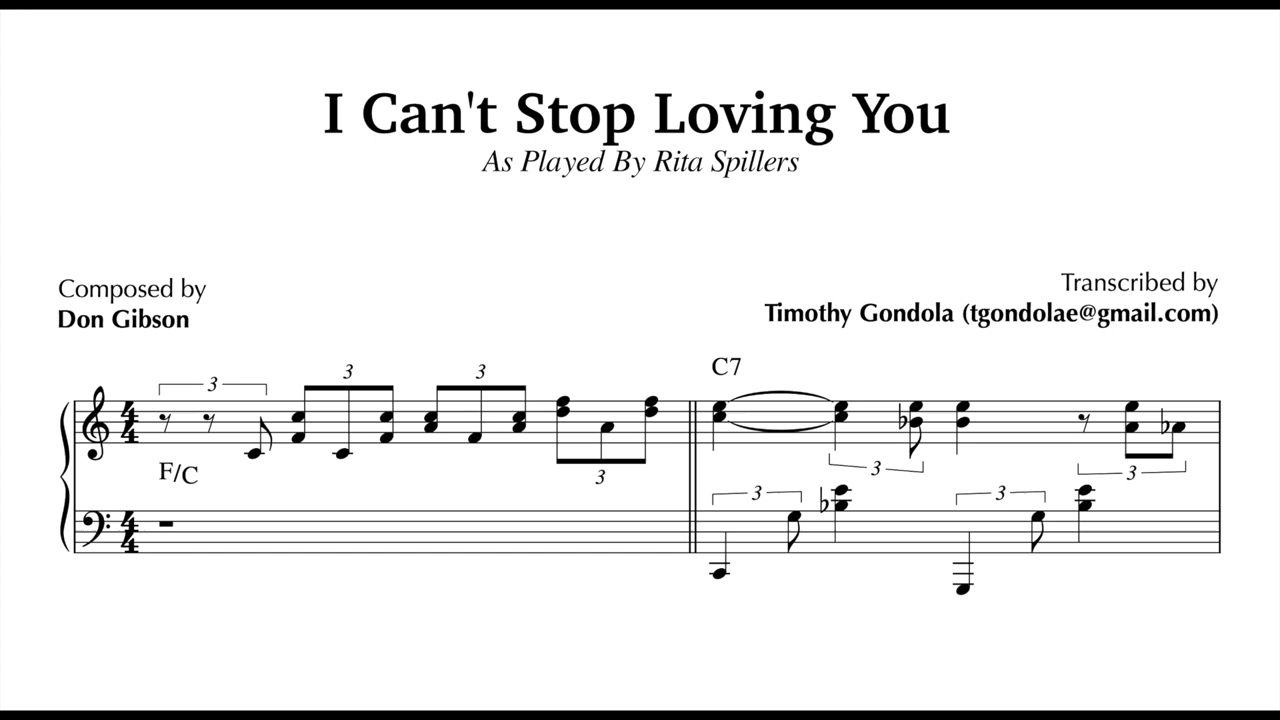 I Can't Stop Loving You
As Played By Rita Spillers
Composed by
Don Gibson
Transcribed by
Timothy Gondola (tgondolae@gmail.com)
3 3 3 C7
4 4
F/C 3 3 3
3 3
4 4